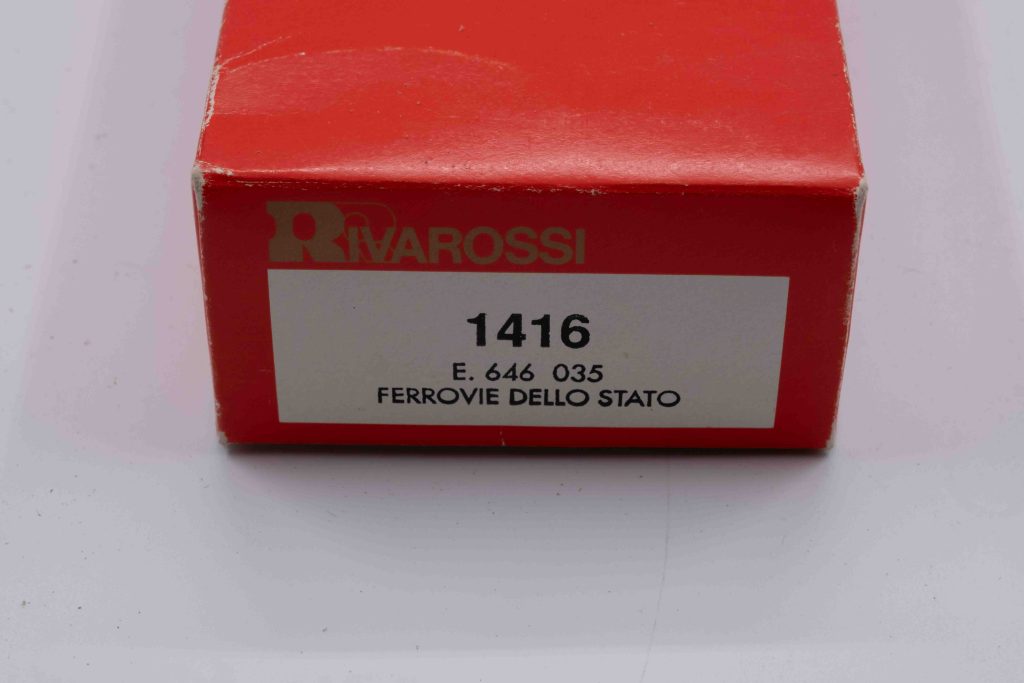 RIVAROSSI
1416
E. 646 035
FERROVIE DELLO STATO